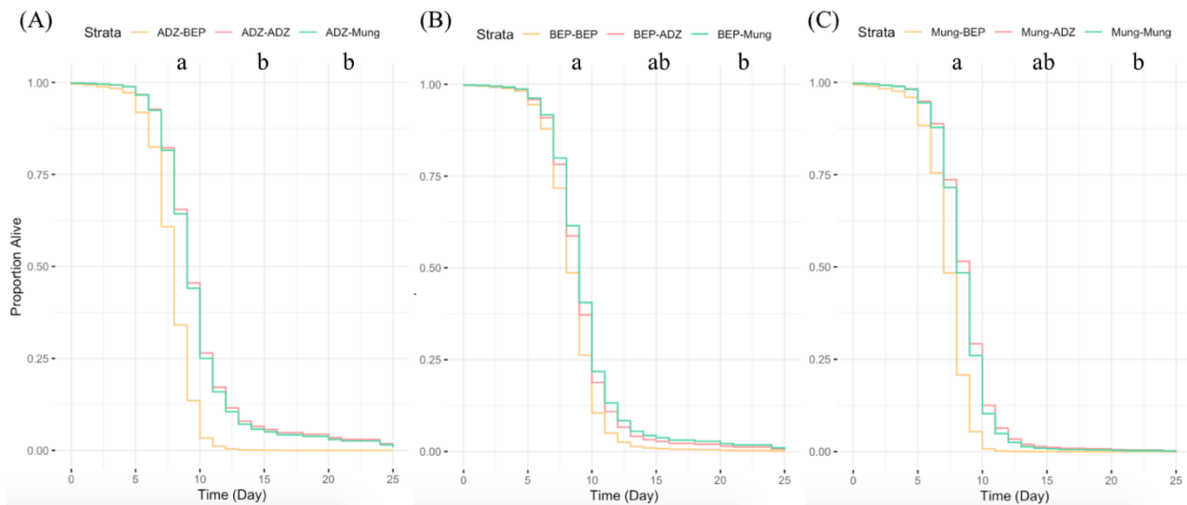 (A)
Strata ADZ-BEP ADZ-ADZ ADZ-Mung
a b b
Proportion Alive
1.00
0.75
0.50
0.25
0.00
0 5 10 15 20 25
Time (Day)
(B)
Strata BEP-BEP BEP-ADZ BEP-Mung
a ab b
1.00
0.75
0.50
0.25
0.00
0 5 10 15 20 25
Time (Day)
(C)
Strata Mung-BEP Mung-ADZ Mung-Mung
a ab b
1.00
0.75
0.50
0.25
0.00
0 5 10 15 20 25
Time (Day)